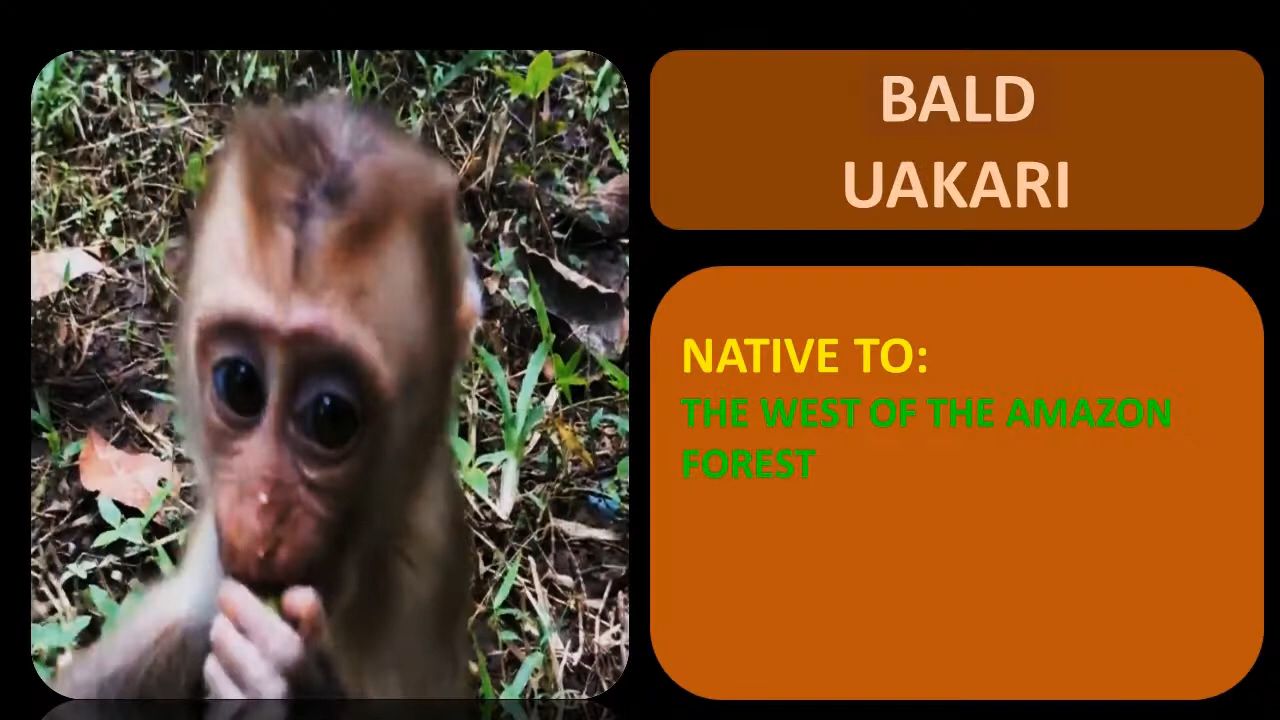 BALD
UAKARI
NATIVE TO:
THE WEST OF THE AMAZON
FOREST